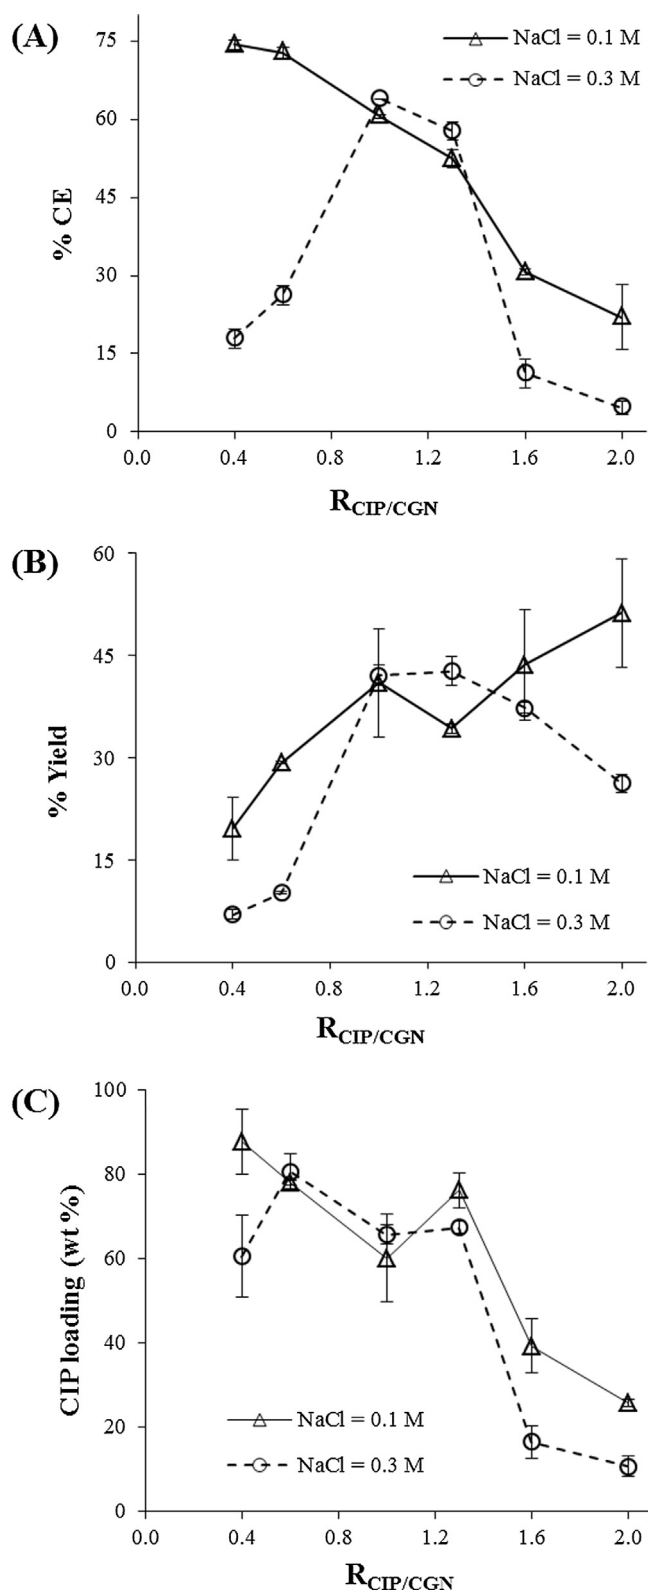 (A)
75
60
45
30
15
0
% CE
NaCl = 0.1 M
NaCl = 0.3 M
0.0 0.4 0.8 1.2 1.6 2.0
R_CIP/CGN
(B)
60
45
30
15
0
% Yield
NaCl = 0.1 M
NaCl = 0.3 M
0.0 0.4 0.8 1.2 1.6 2.0
R_CIP/CGN
(C)
100
80
60
40
20
0
CIP loading (wt %)
NaCl = 0.1 M
NaCl = 0.3 M
0.0 0.4 0.8 1.2 1.6 2.0
R_CIP/CGN